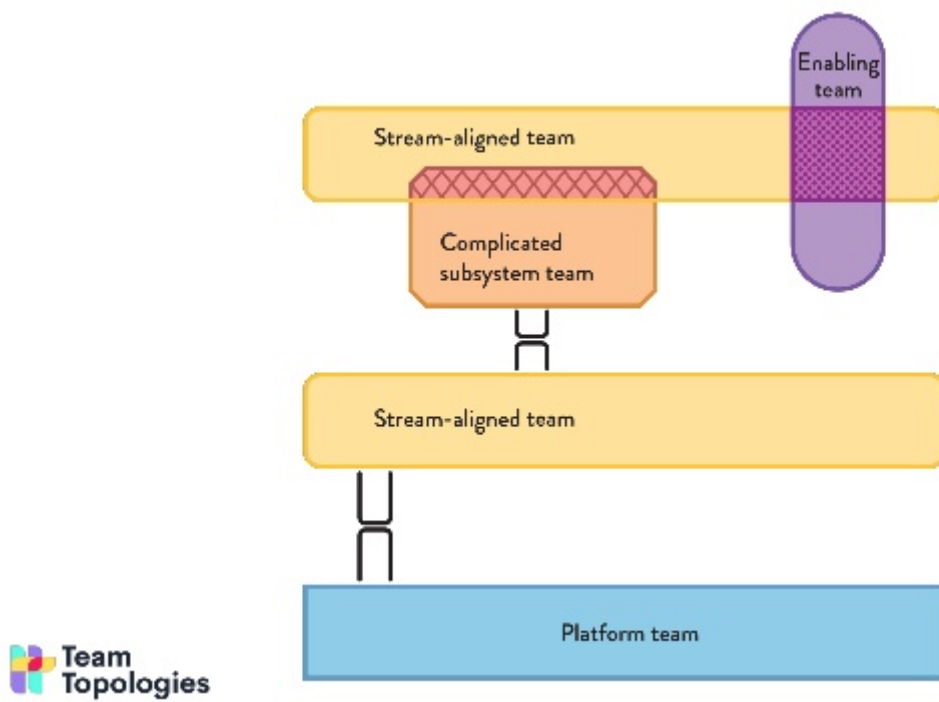 Enabling
team
Stream-aligned team
Complicated
subsystem team
Stream-aligned team
Platform team
Team
Topologies